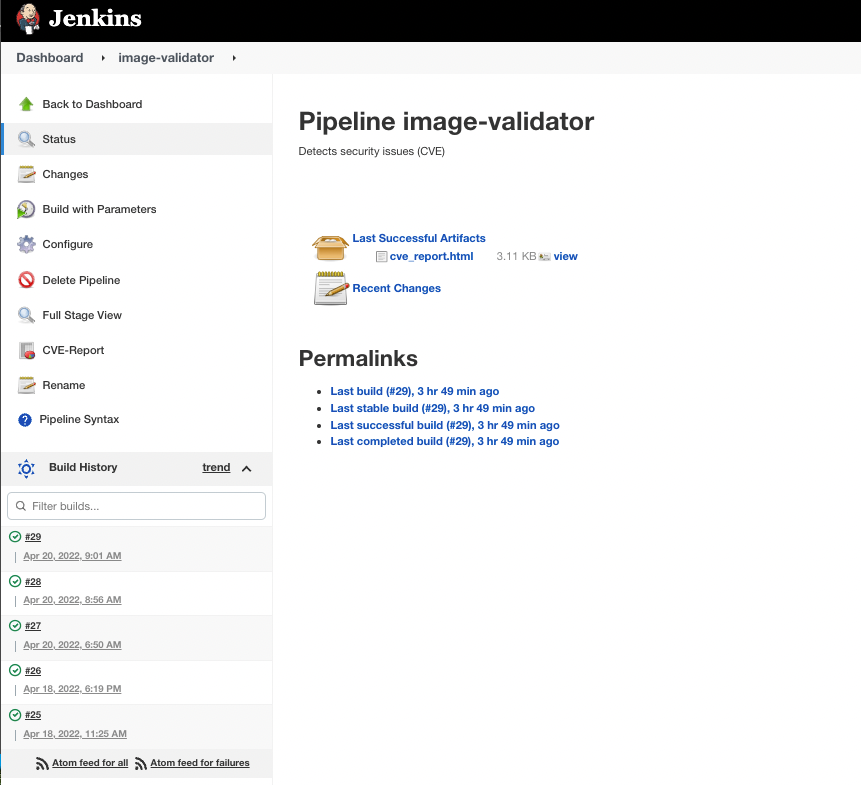 Jenkins
Dashboard
image-validator
Back to Dashboard
Status
Changes
Build with Parameters
Configure
Delete Pipeline
Full Stage View
CVE-Report
Rename
? Pipeline Syntax
Build History trend
Filter builds...
#29
Apr 20, 2022, 9:01 AM
#28
Apr 20, 2022, 8:56 AM
#27
Apr 20, 2022, 6:50 AM
#26
Apr 18, 2022, 6:19 PM
#25
Apr 18, 2022, 11:25 AM
Atom feed for all Atom feed for failures
Pipeline image-validator
Detects security issues (CVE)
Last Successful Artifacts
cve_report.html 3.11 KB view
Recent Changes
Permalinks
Last build (#29), 3 hr 49 min ago
Last stable build (#29), 3 hr 49 min ago
Last successful build (#29), 3 hr 49 min ago
Last completed build (#29), 3 hr 49 min ago